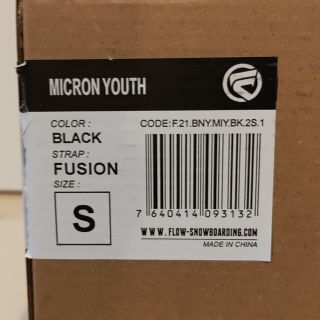 MICRON YOUTH
COLOR :
BLACK
STRAP :
FUSION
SIZE :
S
CODE: F.21.BNY.MIY.BK.2S.1
7 640414 093132
WWW. FLOW-SNOWBOARDING.COM
MADE IN CHINA